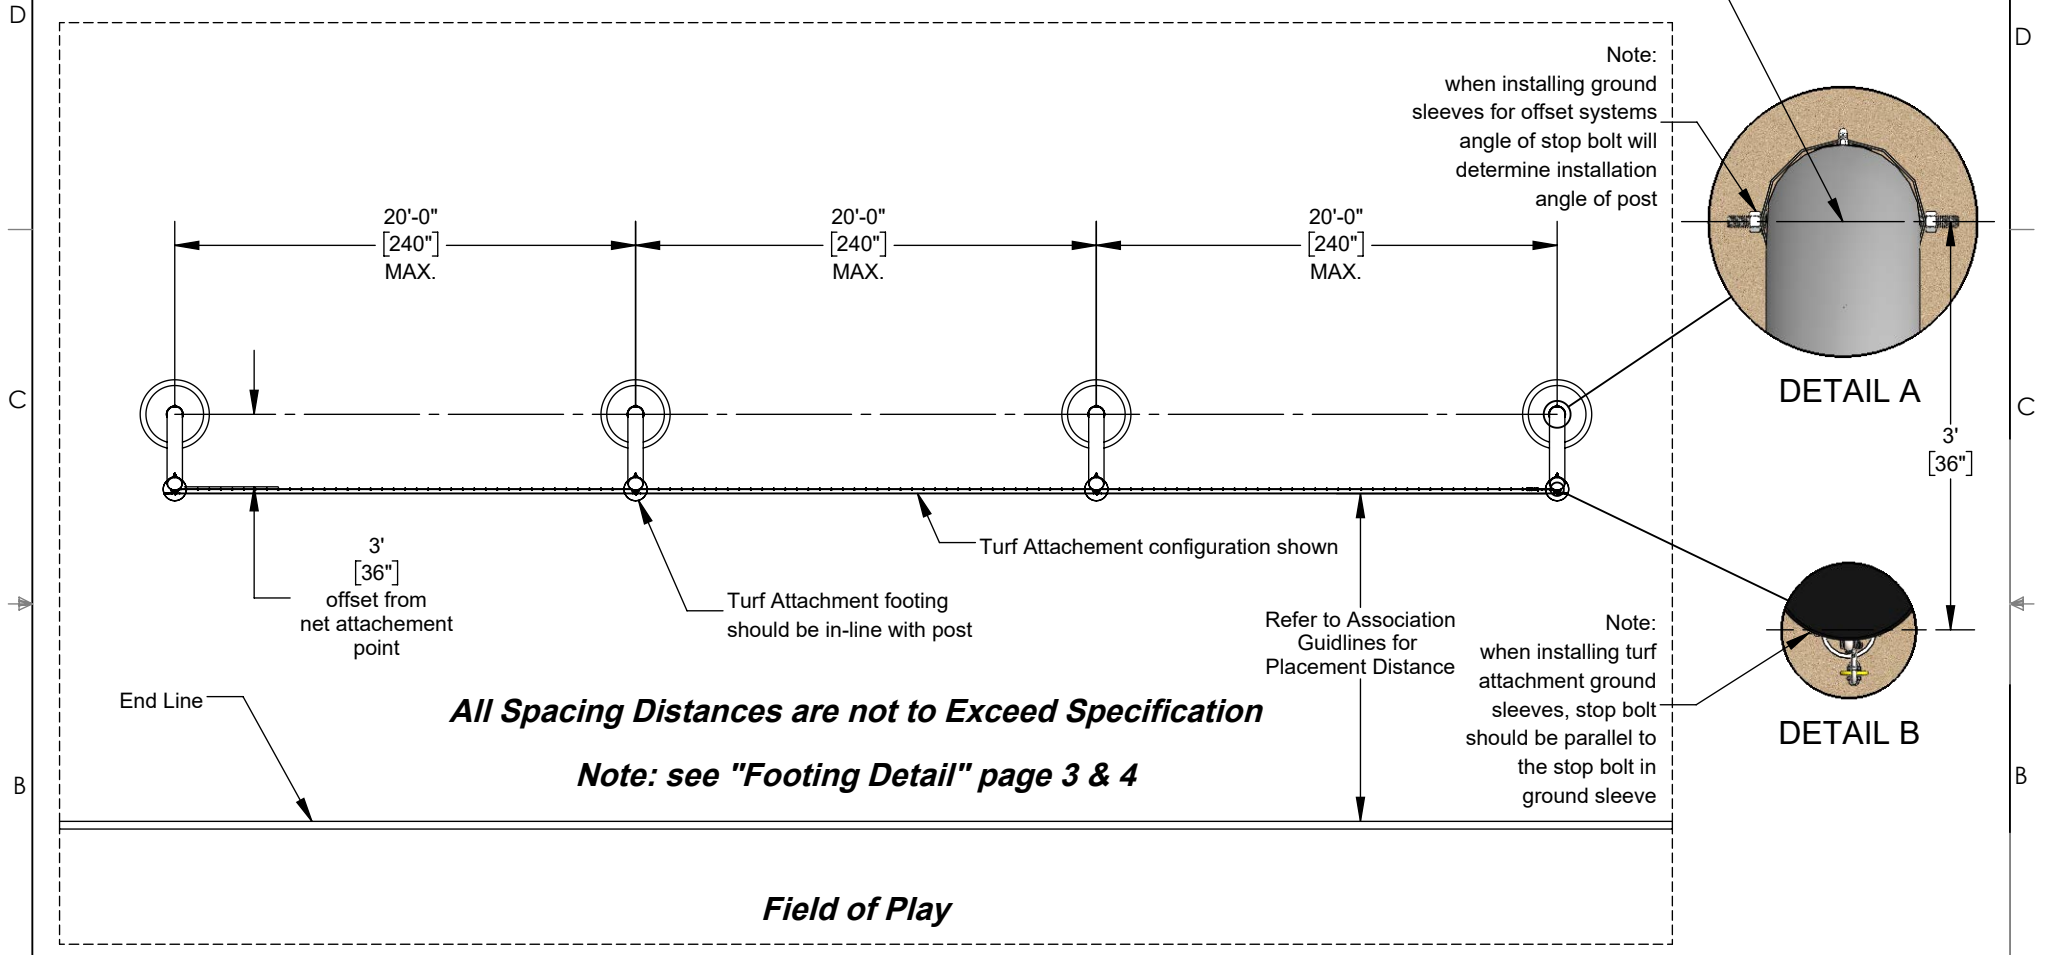 D
D
Note:
when installing ground
sleeves for offset systems
angle of stop bolt will
determine installation
angle of post
20'-0"
[240"]
MAX.
20'-0"
[240"]
MAX.
20'-0"
[240"]
MAX.
DETAIL A
C
C
3'
[36"]
3'
[36"]
offset from
net attachement
point
Turf Attachement configuration shown
Turf Attachment footing
should be in-line with post
Refer to Association
Guidlines for
Placement Distance
Note:
when installing turf
attachment ground
sleeves, stop bolt
should be parallel to
the stop bolt in
ground sleeve
DETAIL B
End Line
All Spacing Distances are not to Exceed Specification
Note: see "Footing Detail" page 3 & 4
B
B
Field of Play